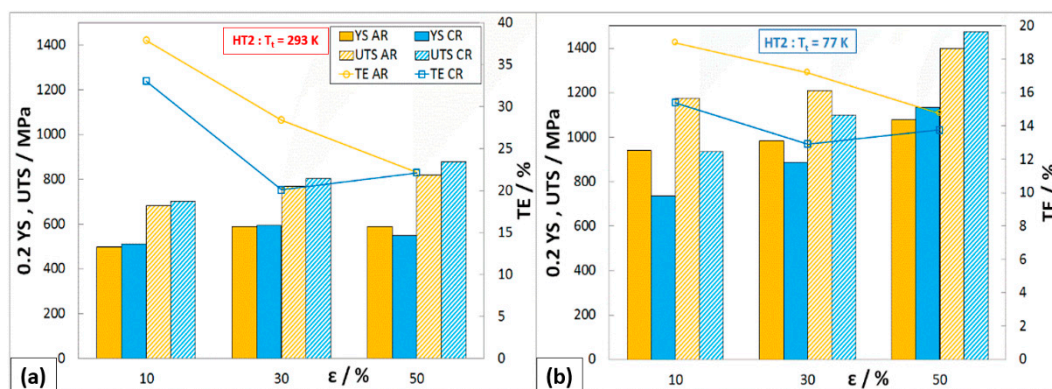 HT2 : Tt = 293 K
YS AR
YS CR
UTS AR
UTS CR
TE AR
TE CR
0.2 YS , UTS / MPa
1400
1200
1000
800
600
400
200
0
40
35
30
25
20
15
10
5
0
TE / %
10
30
50
ε / %
(a)
HT2 : Tt = 77 K
0.2 YS , UTS / MPa
1400
1200
1000
800
600
400
200
0
20
18
16
14
12
10
8
6
4
2
0
TE / %
10
30
50
ε / %
(b)